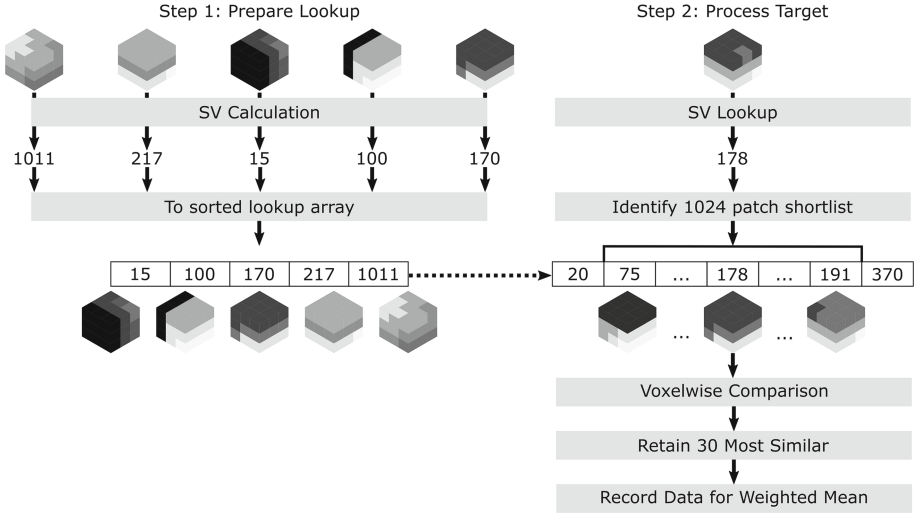 Step 1: Prepare Lookup
SV Calculation
1011 217 15 100 170
To sorted lookup array
15 100 170 217 1011
Step 2: Process Target
SV Lookup
178
Identify 1024 patch shortlist
20 75 ... 178 ... 191 370
... ...
Voxelwise Comparison
Retain 30 Most Similar
Record Data for Weighted Mean